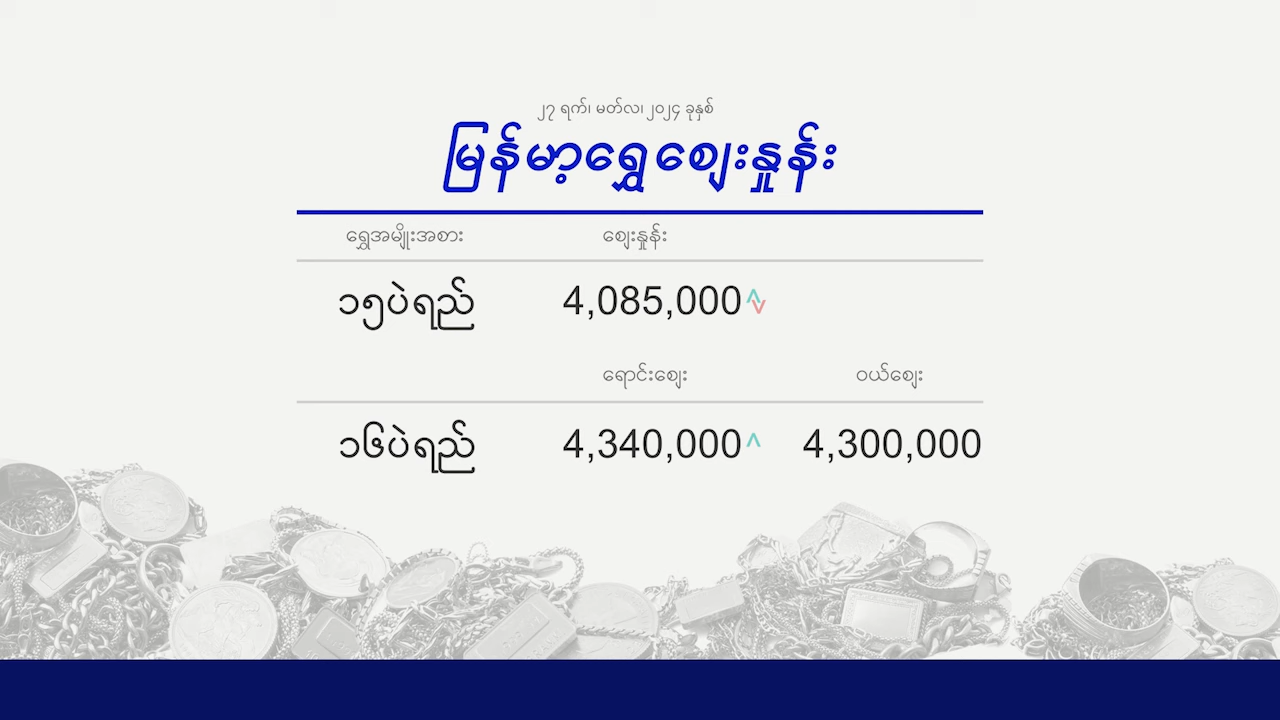 ၂၇ ရက်၊ မတ်လ၊ ၂၀၂၄ ခုနှစ်
မြန်မာ့ရွှေဈေးနှုန်း
ရွှေအမျိုးအစား ဈေးနှုန်း
၁၅ပဲရည် 4,085,000
ရောင်းဈေး ဝယ်ဈေး
၁၆ပဲရည် 4,340,000 4,300,000